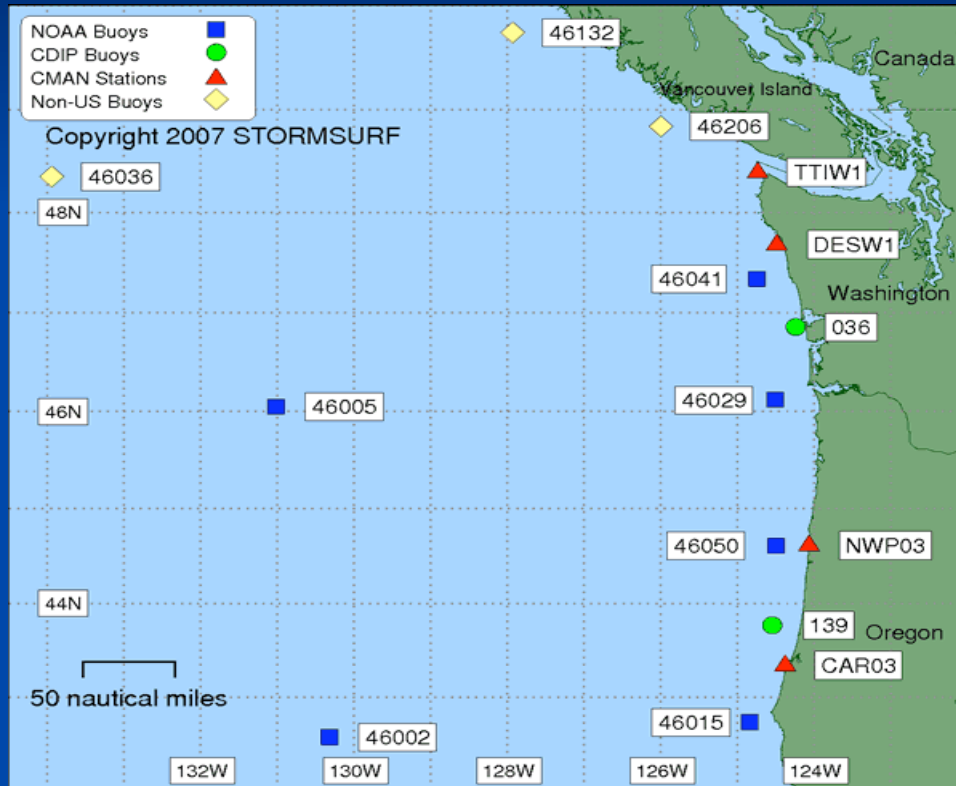 NOAA Buoys
CDIP Buoys
CMAN Stations
Non-US Buoys
46132
Canada
Vancouver Island
46206
Copyright 2007 STORMSURF
46036
TTIW1
48N
DESW1
46041
Washington
036
46005
46N
46029
46050
NWP03
44N
139
Oregon
CAR03
50 nautical miles
46015
46002
132W
130W
128W
126W
124W